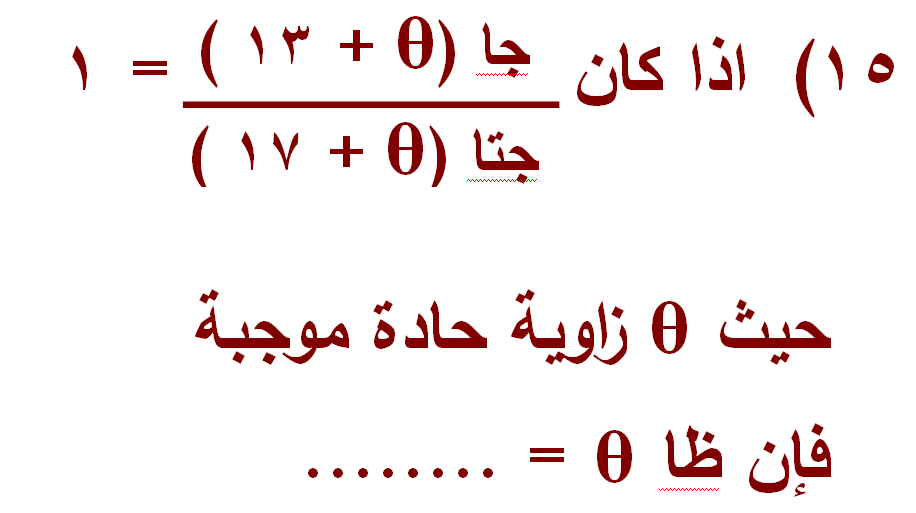 ١٥) اذا كان جا (θ + ١٣ ) = ١
جتا (θ + ١٧ )
حيث θ زاوية حادة موجبة
فإن ظا θ = ........